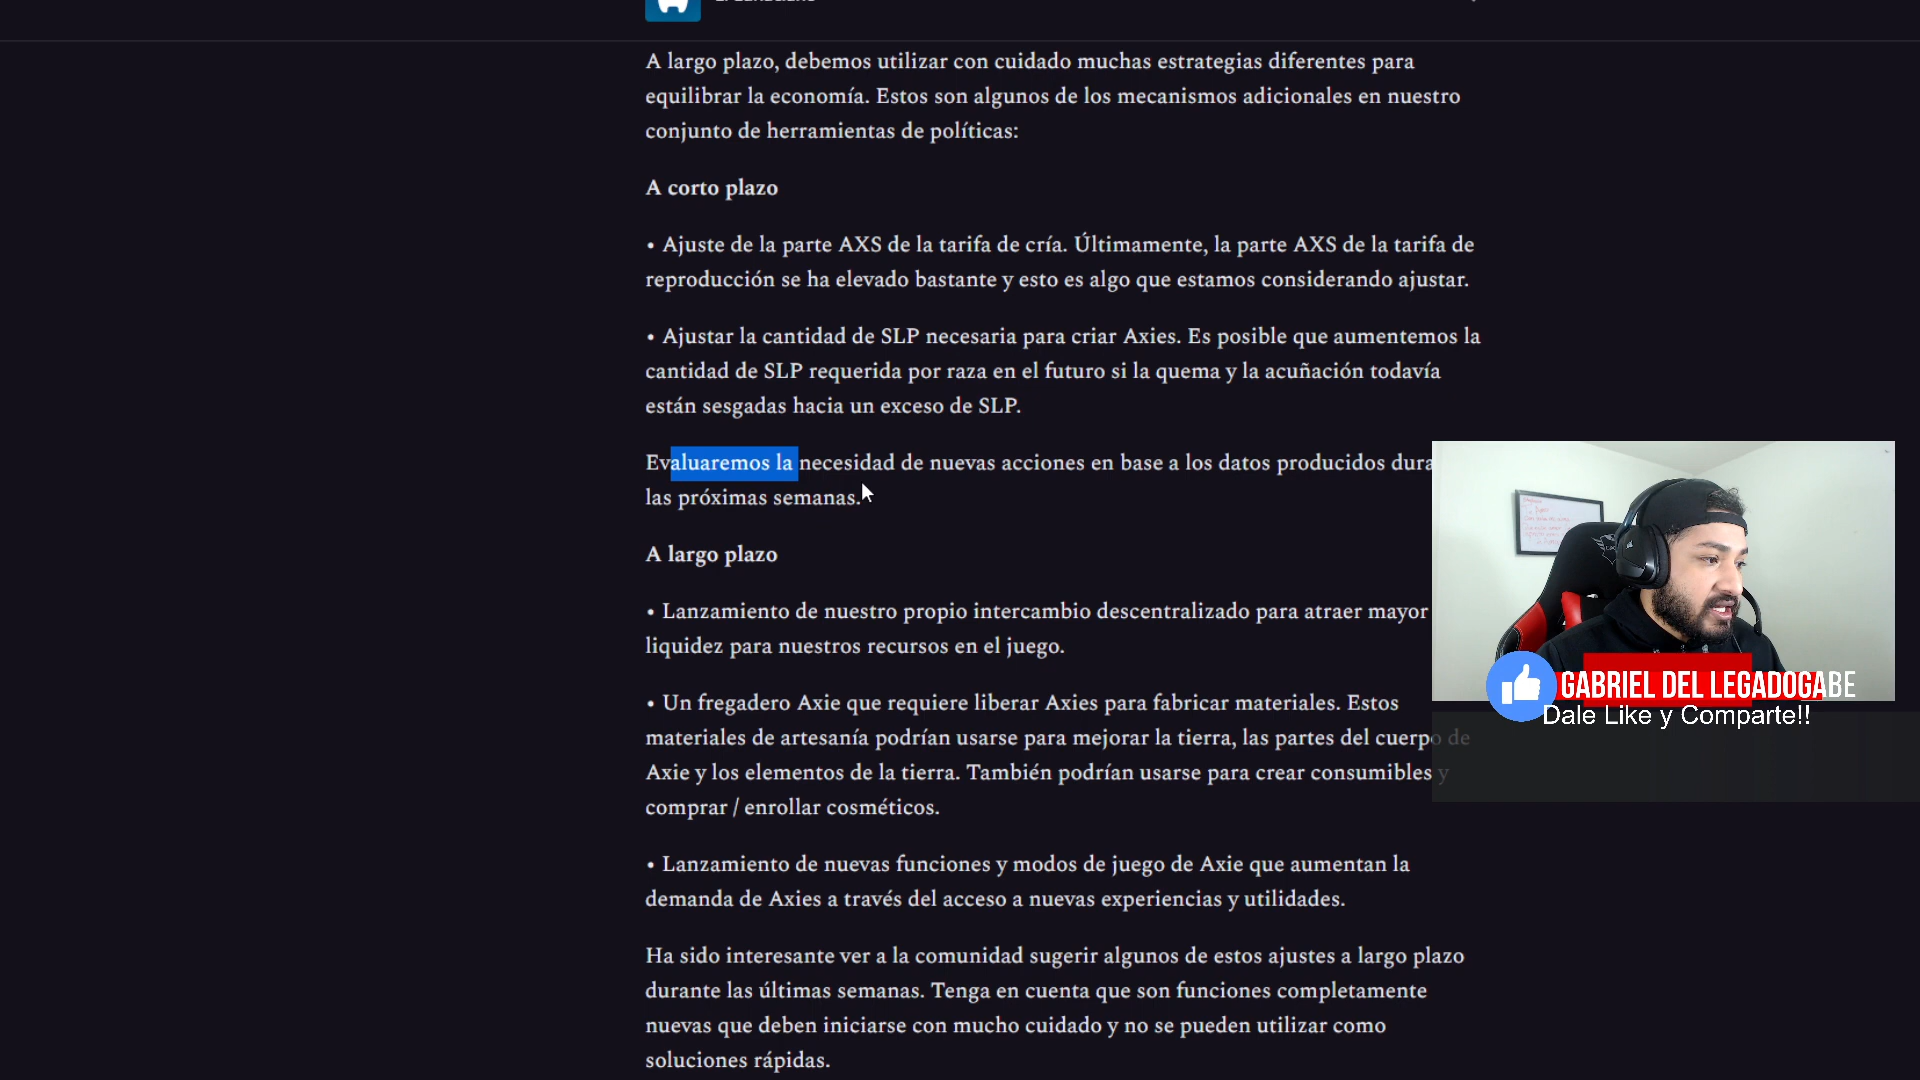 A largo plazo, debemos utilizar con cuidado muchas estrategias diferentes para
equilibrar la economía. Estos son algunos de los mecanismos adicionales en nuestro
conjunto de herramientas de políticas:
A corto plazo
• Ajuste de la parte AXS de la tarifa de cría. Últimamente, la parte AXS de la tarifa de
reproducción se ha elevado bastante y esto es algo que estamos considerando ajustar.
• Ajustar la cantidad de SLP necesaria para criar Axies. Es posible que aumentemos la
cantidad de SLP requerida por raza en el futuro si la quema y la acuñación todavía
están sesgadas hacia un exceso de SLP.
Evaluaremos la necesidad de nuevas acciones en base a los datos producidos dura
las próximas semanas.
A largo plazo
• Lanzamiento de nuestro propio intercambio descentralizado para atraer mayor
liquidez para nuestros recursos en el juego.
• Un fregadero Axie que requiere liberar Axies para fabricar materiales. Estos
materiales de artesanía podrían usarse para mejorar la tierra, las partes del cuerpo de
Axie y los elementos de la tierra. También podrían usarse para crear consumibles y
comprar / enrollar cosméticos.
• Lanzamiento de nuevas funciones y modos de juego de Axie que aumentan la
demanda de Axies a través del acceso a nuevas experiencias y utilidades.
Ha sido interesante ver a la comunidad sugerir algunos de estos ajustes a largo plazo
durante las últimas semanas. Tenga en cuenta que son funciones completamente
nuevas que deben iniciarse con mucho cuidado y no se pueden utilizar como
soluciones rápidas.
GABRIEL DEL LEGADOGABE
Dale Like y Comparte!!